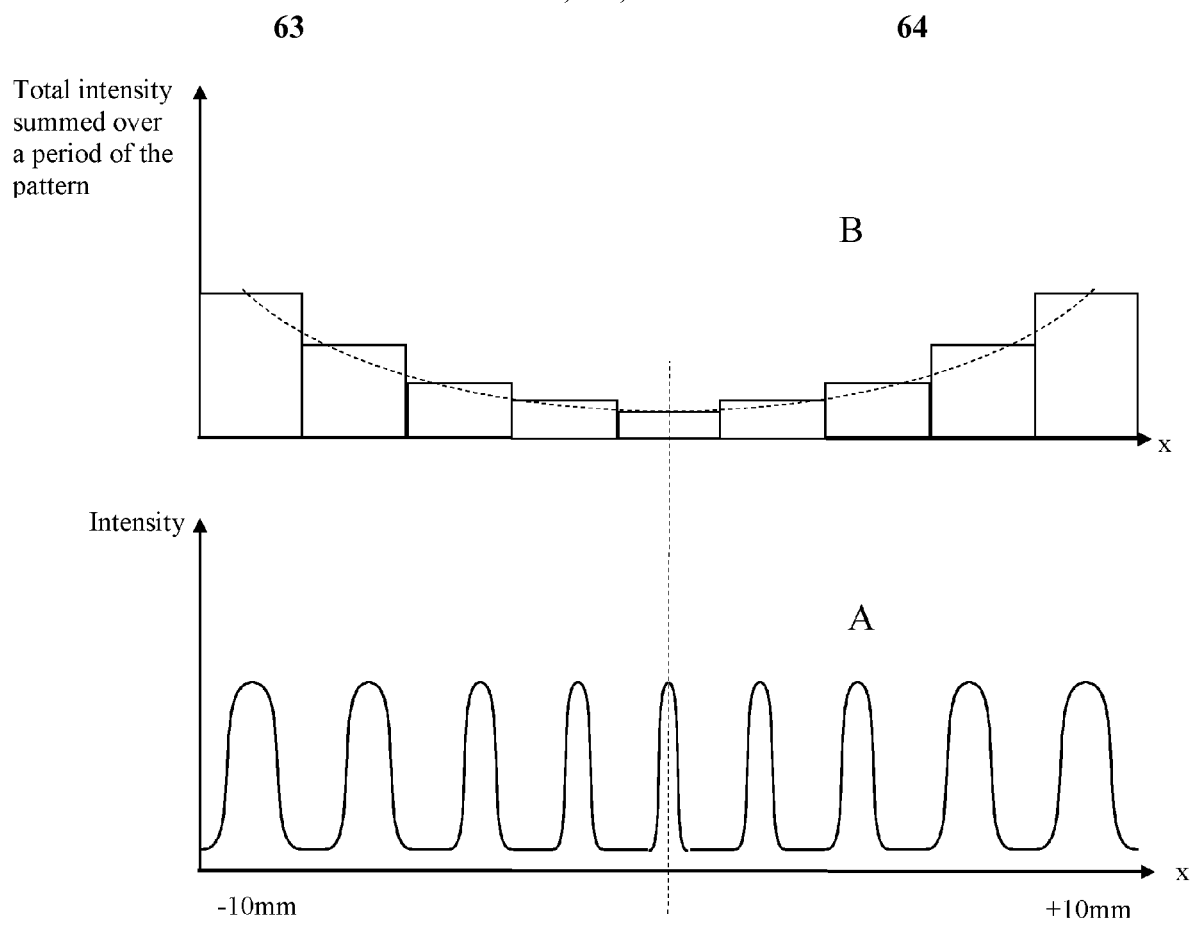 63
64
Total intensity
summed over
a period of the
pattern
B
x
Intensity
A
x
-10mm
+10mm